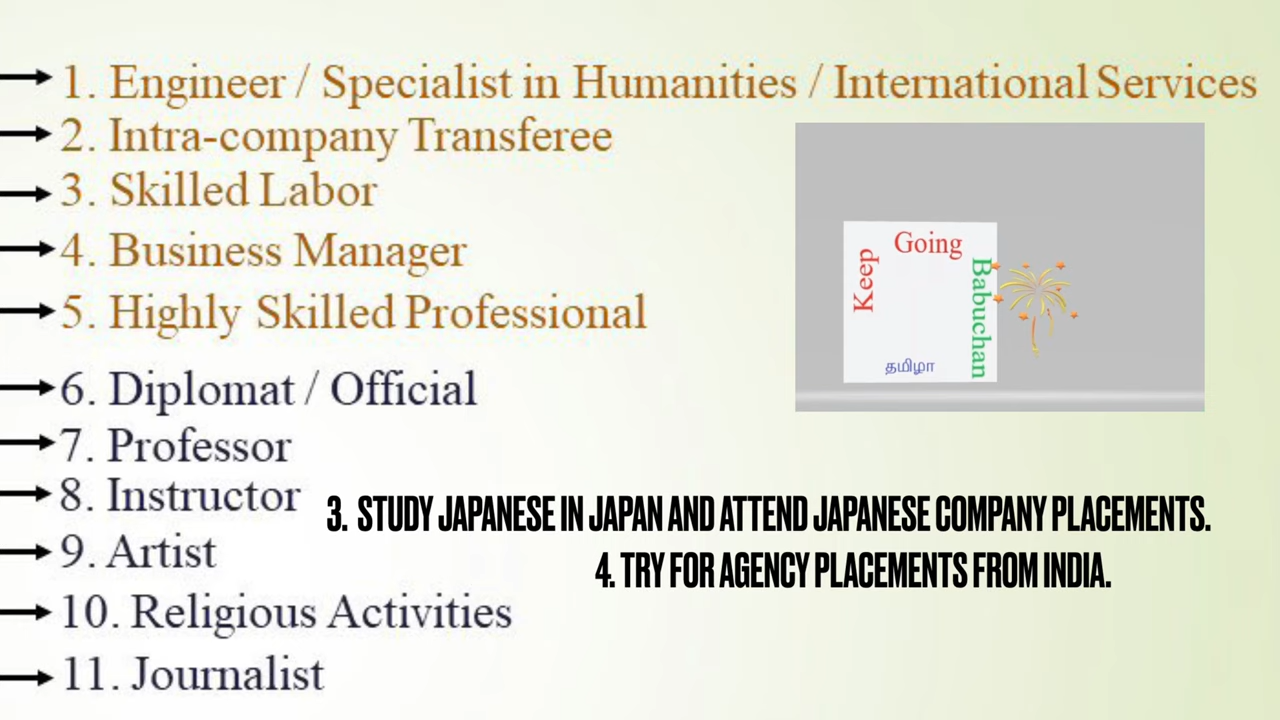 1. Engineer / Specialist in Humanities / International Services
2. Intra-company Transferee
3. Skilled Labor
4. Business Manager
5. Highly Skilled Professional
6. Diplomat / Official
7. Professor
8. Instructor
9. Artist
10. Religious Activities
11. Journalist
Keep
Going
Babuchan
தமிழா
3. STUDY JAPANESE IN JAPAN AND ATTEND JAPANESE COMPANY PLACEMENTS.
4. TRY FOR AGENCY PLACEMENTS FROM INDIA.